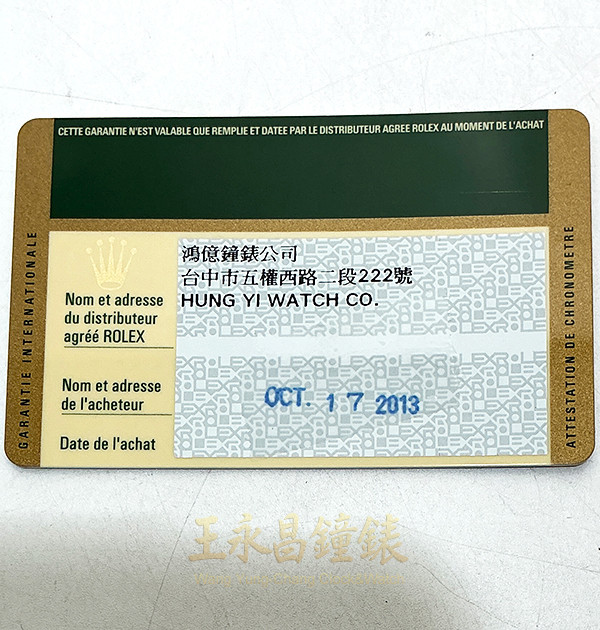 CETTE GARANTIE N'EST VALABLE QUE REMPLIE ET DATEE PAR LE DISTRIBUTEUR AGREE ROLEX AU MOMENT DE L'ACHAT
GARANTIE INTERNATIONALE
鴻億鐘錶公司
台中市五權西路二段222號
HUNG YI WATCH CO.
Nom et adresse
du distributeur
agréé ROLEX
Nom et adresse
de l'acheteur
OCT. 17 2013
Date de l'achat
ATTESTATION DE CHRONOMETRE
王永昌鐘錶